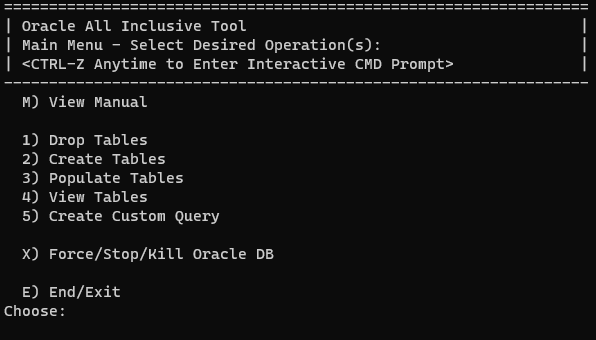 =================================================================
| Oracle All Inclusive Tool                                     |
| Main Menu - Select Desired Operation(s):                      |
| <CTRL-Z Anytime to Enter Interactive CMD Prompt>              |
-----------------------------------------------------------------
M) View Manual
1) Drop Tables
2) Create Tables
3) Populate Tables
4) View Tables
5) Create Custom Query
X) Force/Stop/Kill Oracle DB
E) End/Exit
Choose: